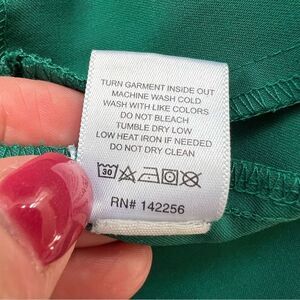 TURN GARMENT INSIDE OUT
MACHINE WASH COLD
WASH WITH LIKE COLORS
DO NOT BLEACH
TUMBLE DRY LOW
LOW HEAT IRON IF NEEDED
DO NOT DRY CLEAN
30
RN# 142256